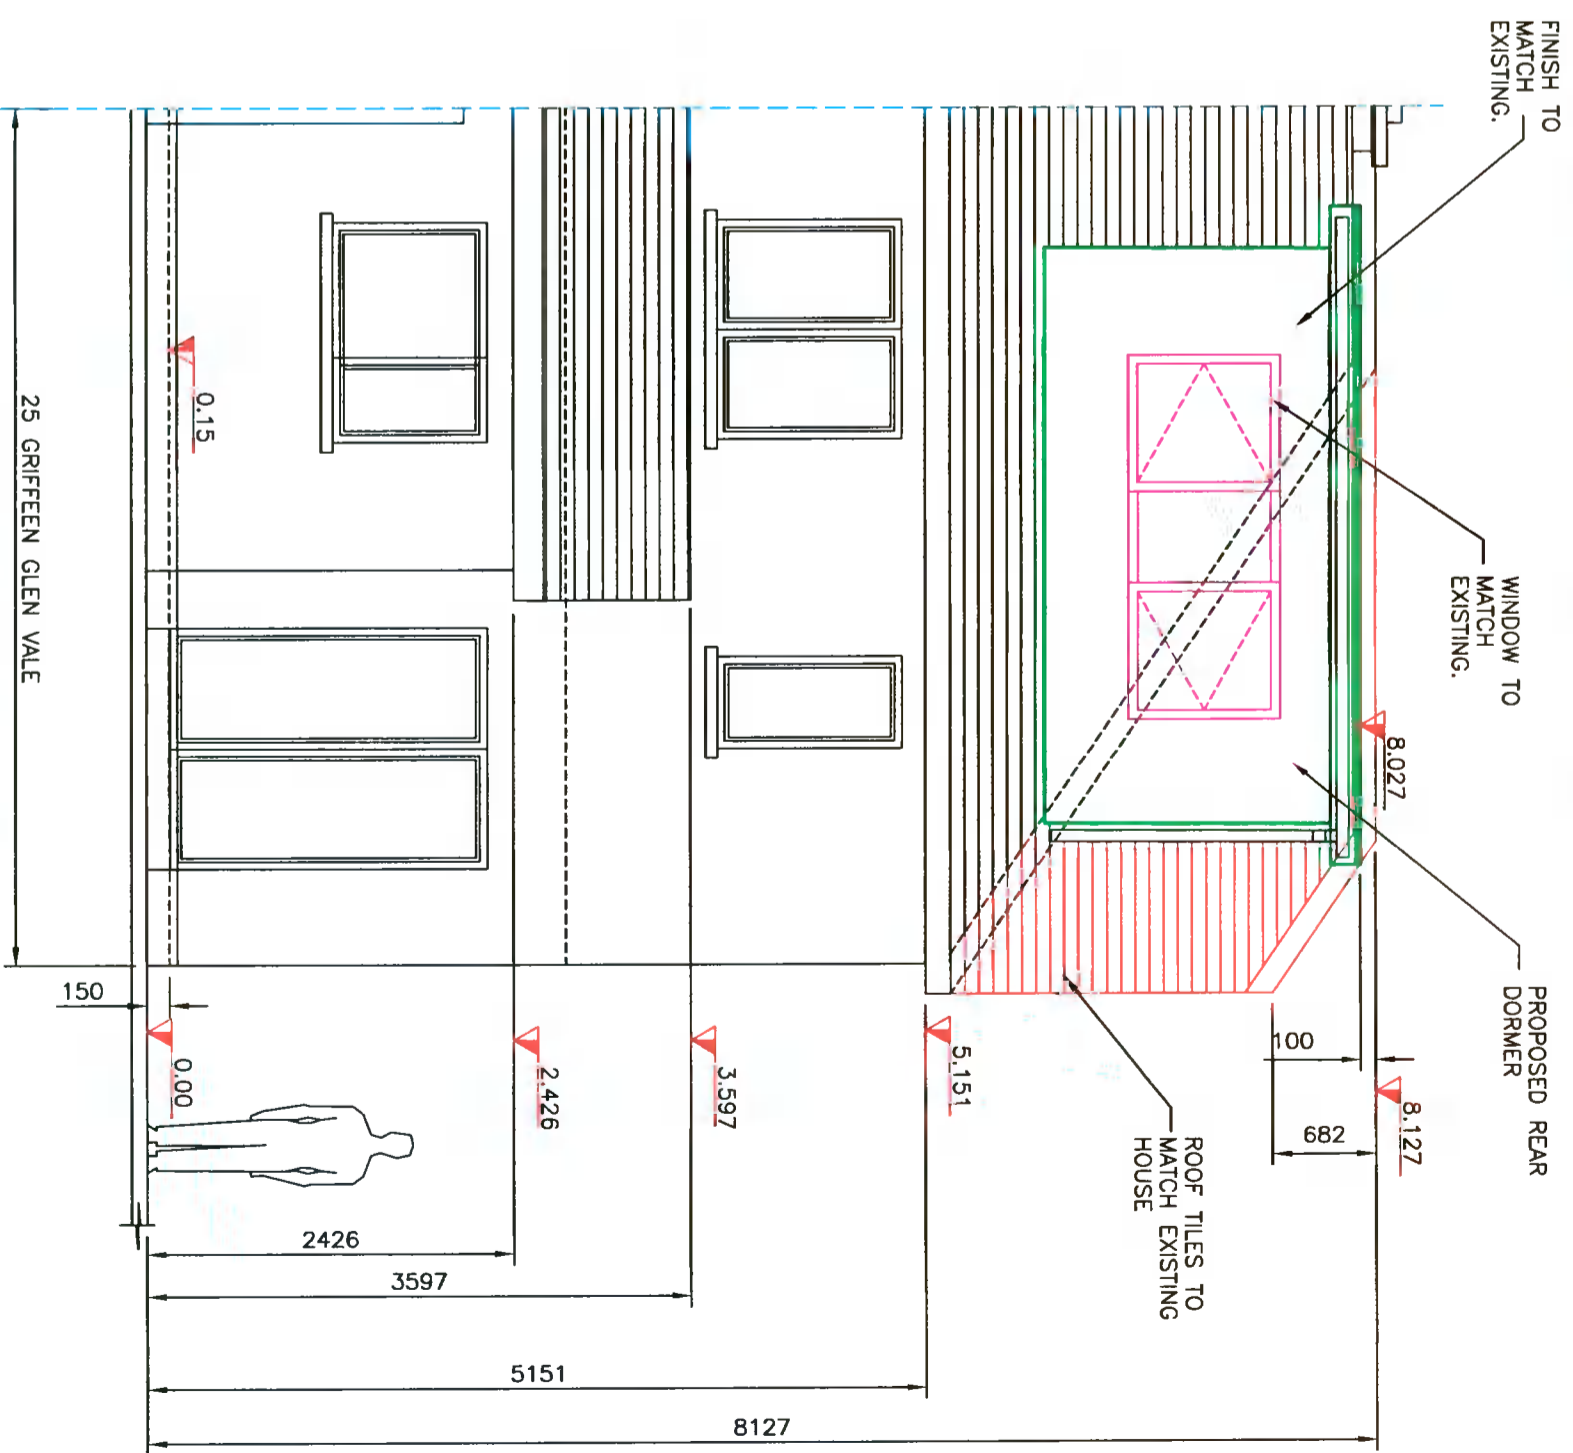 FINISH TO
MATCH
EXISTING.
WINDOW TO
MATCH
EXISTING.
PROPOSED REAR
DORMER
8.027
8.127
100
682
ROOF TILES TO
MATCH EXISTING
HOUSE
5.151
3.597
2.426
0.15
0.00
150
2426
3597
5151
8127
25 GRIFFEEN GLEN VALE